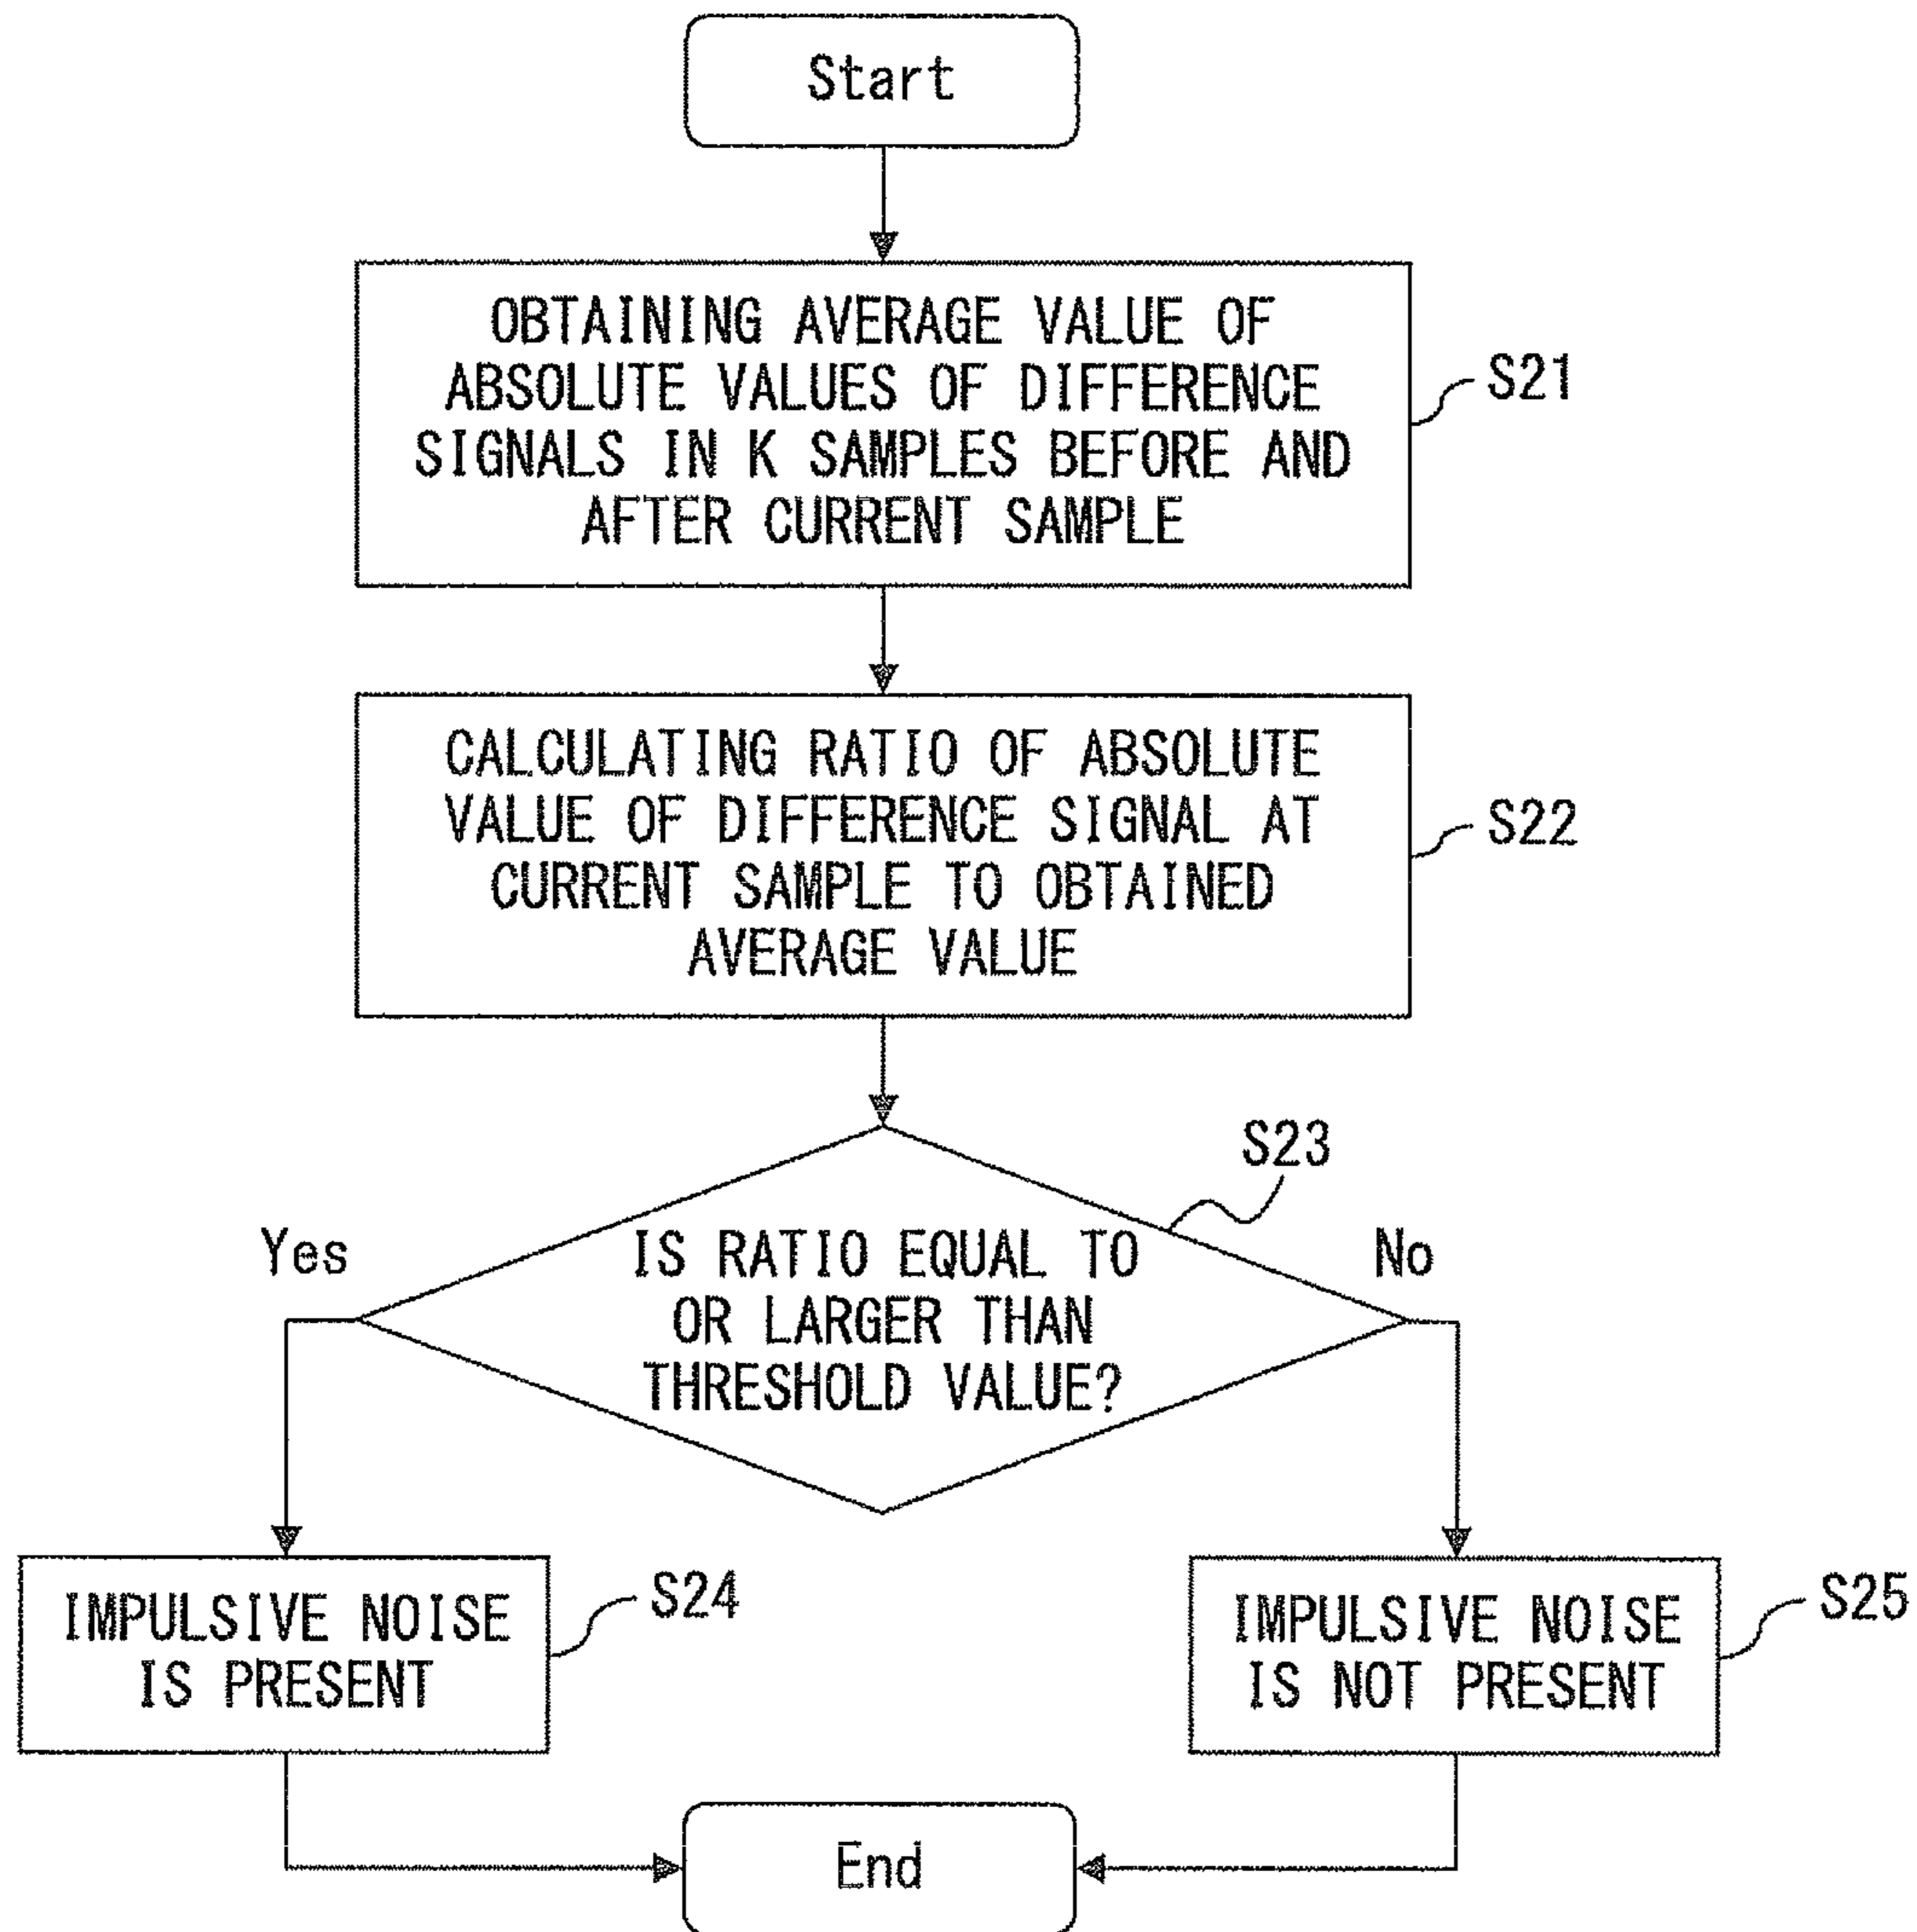 Start
OBTAINING AVERAGE VALUE OF
ABSOLUTE VALUES OF DIFFERENCE
SIGNALS IN K SAMPLES BEFORE AND
AFTER CURRENT SAMPLE
S21
CALCULATING RATIO OF ABSOLUTE
VALUE OF DIFFERENCE SIGNAL AT
CURRENT SAMPLE TO OBTAINED
AVERAGE VALUE
S22
S23
Yes
IS RATIO EQUAL TO
OR LARGER THAN
THRESHOLD VALUE?
No
IMPULSIVE NOISE
IS PRESENT
S24
IMPULSIVE NOISE
IS NOT PRESENT
S25
End